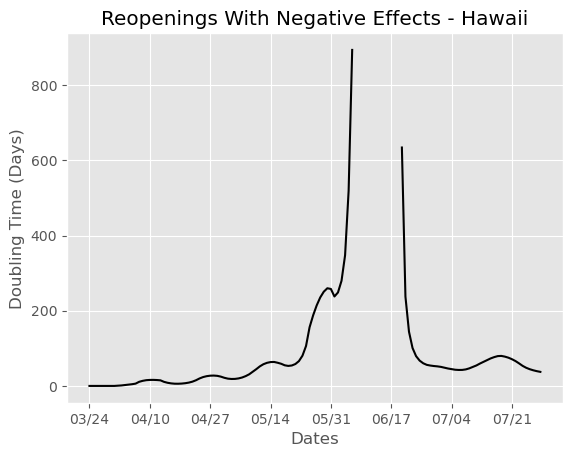 Reopenings With Negative Effects - Hawaii
Doubling Time (Days)
800
600
400
200
0
03/24 04/10 04/27 05/14 05/31 06/17 07/04 07/21
Dates